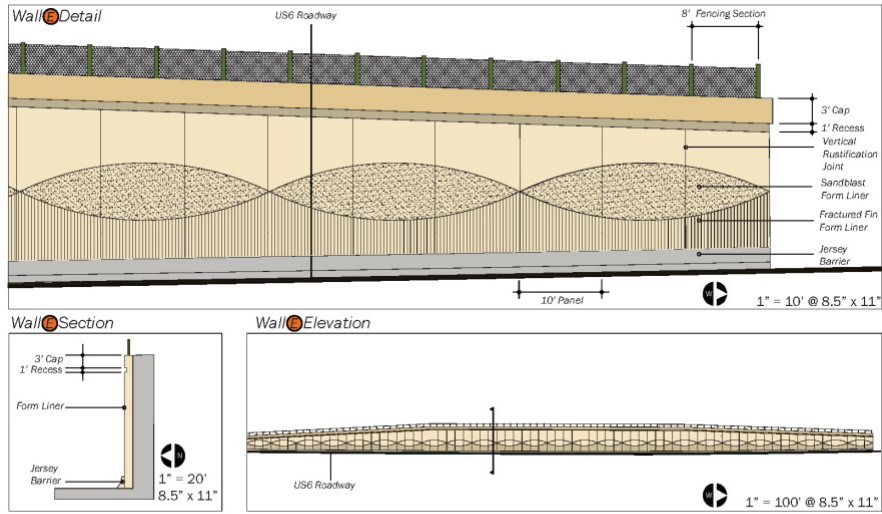 Wall E Detail
US6 Roadway
8' Fencing Section
3' Cap
1' Recess
Vertical
Rustification
Joint
Sandblast
Form Liner
Fractured Fin
Form Liner
Jersey
Barrier
10' Panel
W
1" = 10' @ 8.5" x 11"
Wall E Section
3' Cap
1' Recess
Form Liner
Jersey
Barrier
N
1" = 20'
8.5" x 11"
Wall E Elevation
US6 Roadway
W
1" = 100' @ 8.5" x 11"